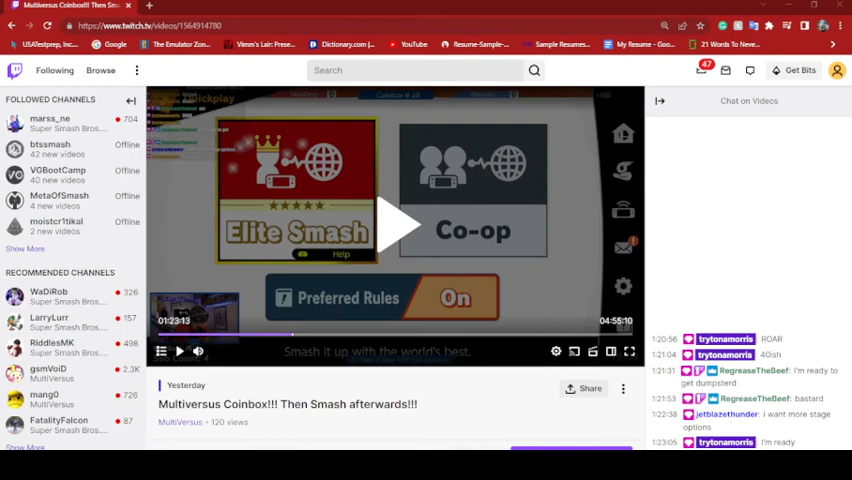 Multiversus Coinbox!!! Then Sma
https://www.twitch.tv/videos/1564914780
USATestprep, Inc....
Google
The Emulator Zon...
Vimm's Lair: Prese...
Dictionary.com |...
YouTube
Resume-Sample-...
Sample Resumes...
My Resume - Goo...
21 Words To Neve...
Following
Browse
Search
47
Get Bits
FOLLOWED CHANNELS
marss_ne
704
Super Smash Bros....
btssmash
Offline
42 new videos
VGBootCamp
Offline
40 new videos
MetaOfSmash
Offline
4 new videos
moistcr1tikal
Offline
2 new videos
Show More
RECOMMENDED CHANNELS
WaDiRob
326
Super Smash Bros....
LarryLurr
157
Super Smash Bros....
RiddlesMK
498
Super Smash Bros....
gsmVoiD
2.3K
MultiVersus
mang0
726
MultiVersus
FatalityFalcon
87
Super Smash Bros....
Show More
Quickplay
Elite Smash
Help
Co-op
Preferred Rules
On
01:23:13
04:55:10
Smash it up with the world's best.
Yesterday
Share
Multiversus Coinbox!!! Then Smash afterwards!!!
MultiVersus • 120 views
Chat on Videos
1:20:56 trytonamorris: ROAR
1:21:04 trytonamorris: 40ish
1:21:31 RegreaseTheBeef: I'm ready to
get dumpsterd
1:21:53 RegreaseTheBeef: bastard
1:22:38 jetblazethunder: i want more stage
options
1:23:05 trytonamorris: I'm ready